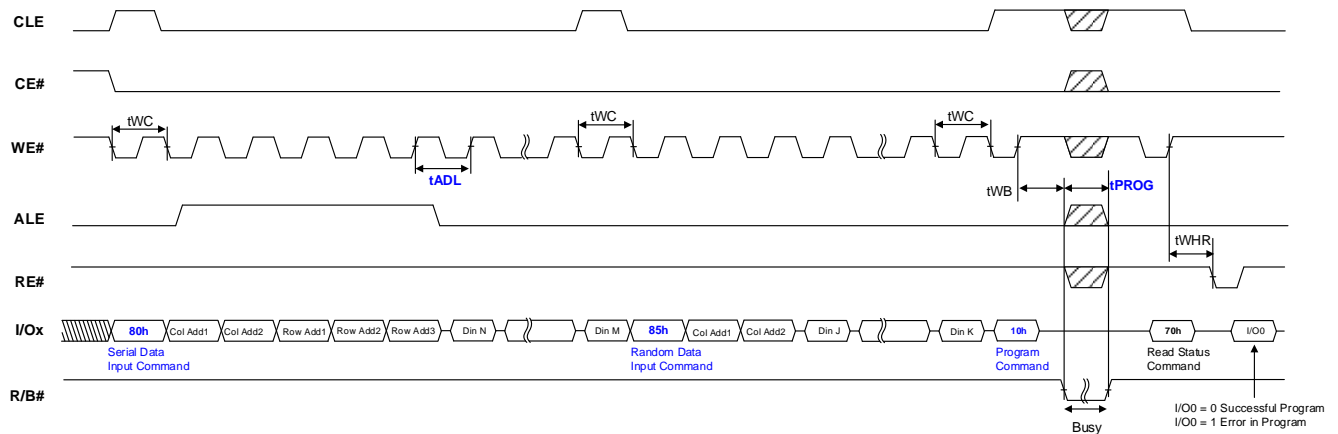 CLE
CE#
tWC
tWC
tWC
WE#
tADL
tWB
tPROG
ALE
tWHR
RE#
I/Ox
80h
Col Add1
Col Add2
Row Add1
Row Add2
Row Add3
Din N
Din M
85h
Col Add1
Col Add2
Din J
Din K
10h
70h
I/O0
Serial Data
Input Command
Random Data
Input Command
Program
Command
Read Status
Command
R/B#
Busy
I/O0 = 0 Successful Program
I/O0 = 1 Error in Program